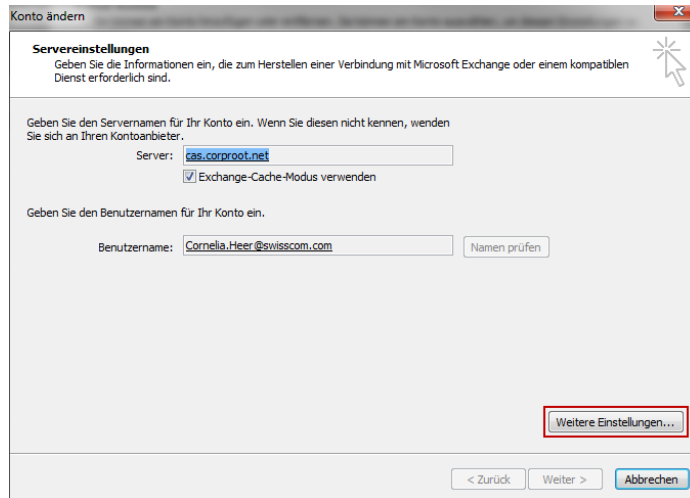 Konto ändern
Servereinstellungen
Geben Sie die Informationen ein, die zum Herstellen einer Verbindung mit Microsoft Exchange oder einem kompatiblen
Dienst erforderlich sind.
Geben Sie den Servernamen für Ihr Konto ein. Wenn Sie diesen nicht kennen, wenden
Sie sich an Ihren Kontoanbieter.
Server: cas.corproot.net
Exchange-Cache-Modus verwenden
Geben Sie den Benutzernamen für Ihr Konto ein.
Benutzername: Cornelia.Heer@swisscom.com Namen prüfen
Weitere Einstellungen...
< Zurück Weiter > Abbrechen